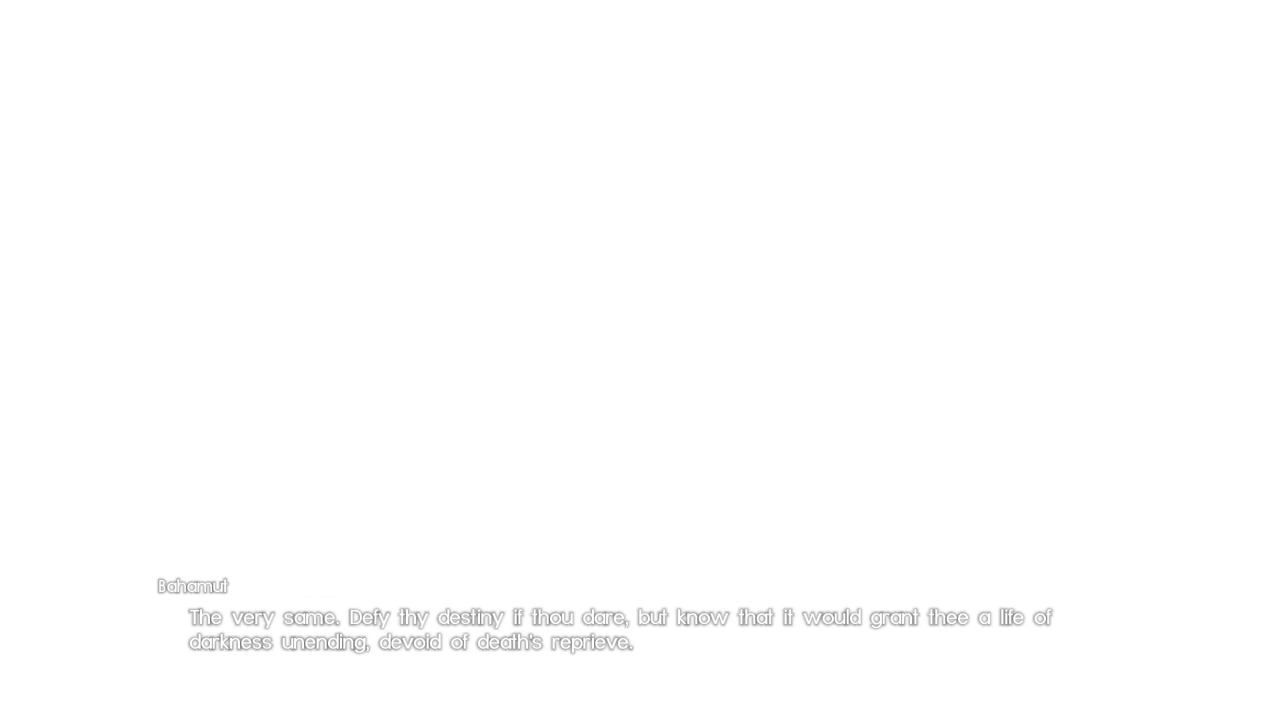 Bahamut
The very same. Defy thy destiny if thou dare, but know that it would grant thee a life of
darkness unending, devoid of death's reprieve.